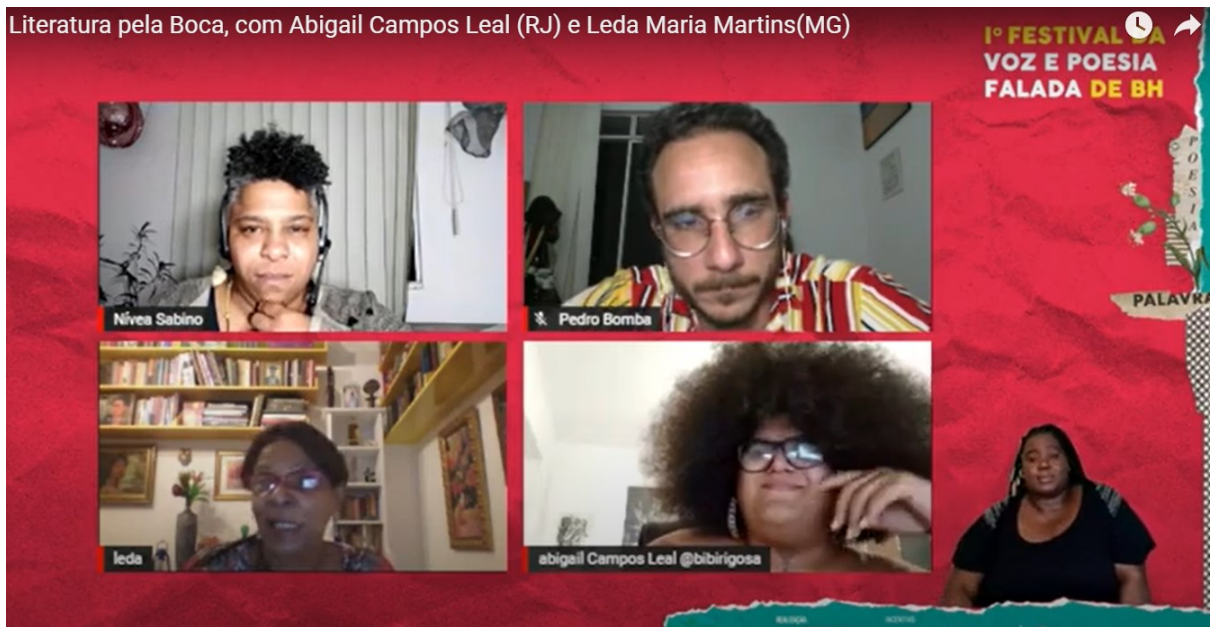 Literatura pela Boca, com Abigail Campos Leal (RJ) e Leda Maria Martins(MG)
Iº FESTIVAL DA
VOZ E POESIA
FALADA DE BH
POESIA
Nívea Sabino
Pedro Bomba
PALAVRA
leda
abigail Campos Leal @bibirigosa